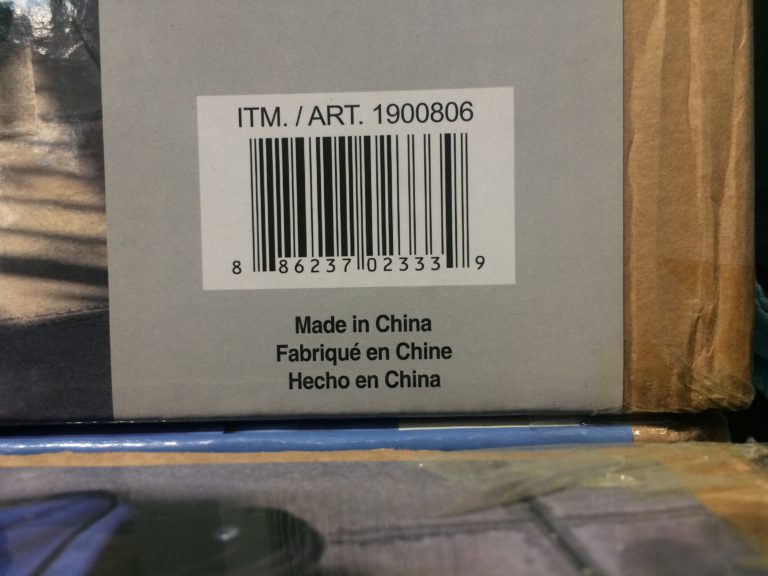 ITM. / ART. 1900806
8 86237 02333 9
Made in China
Fabriqué en Chine
Hecho en China